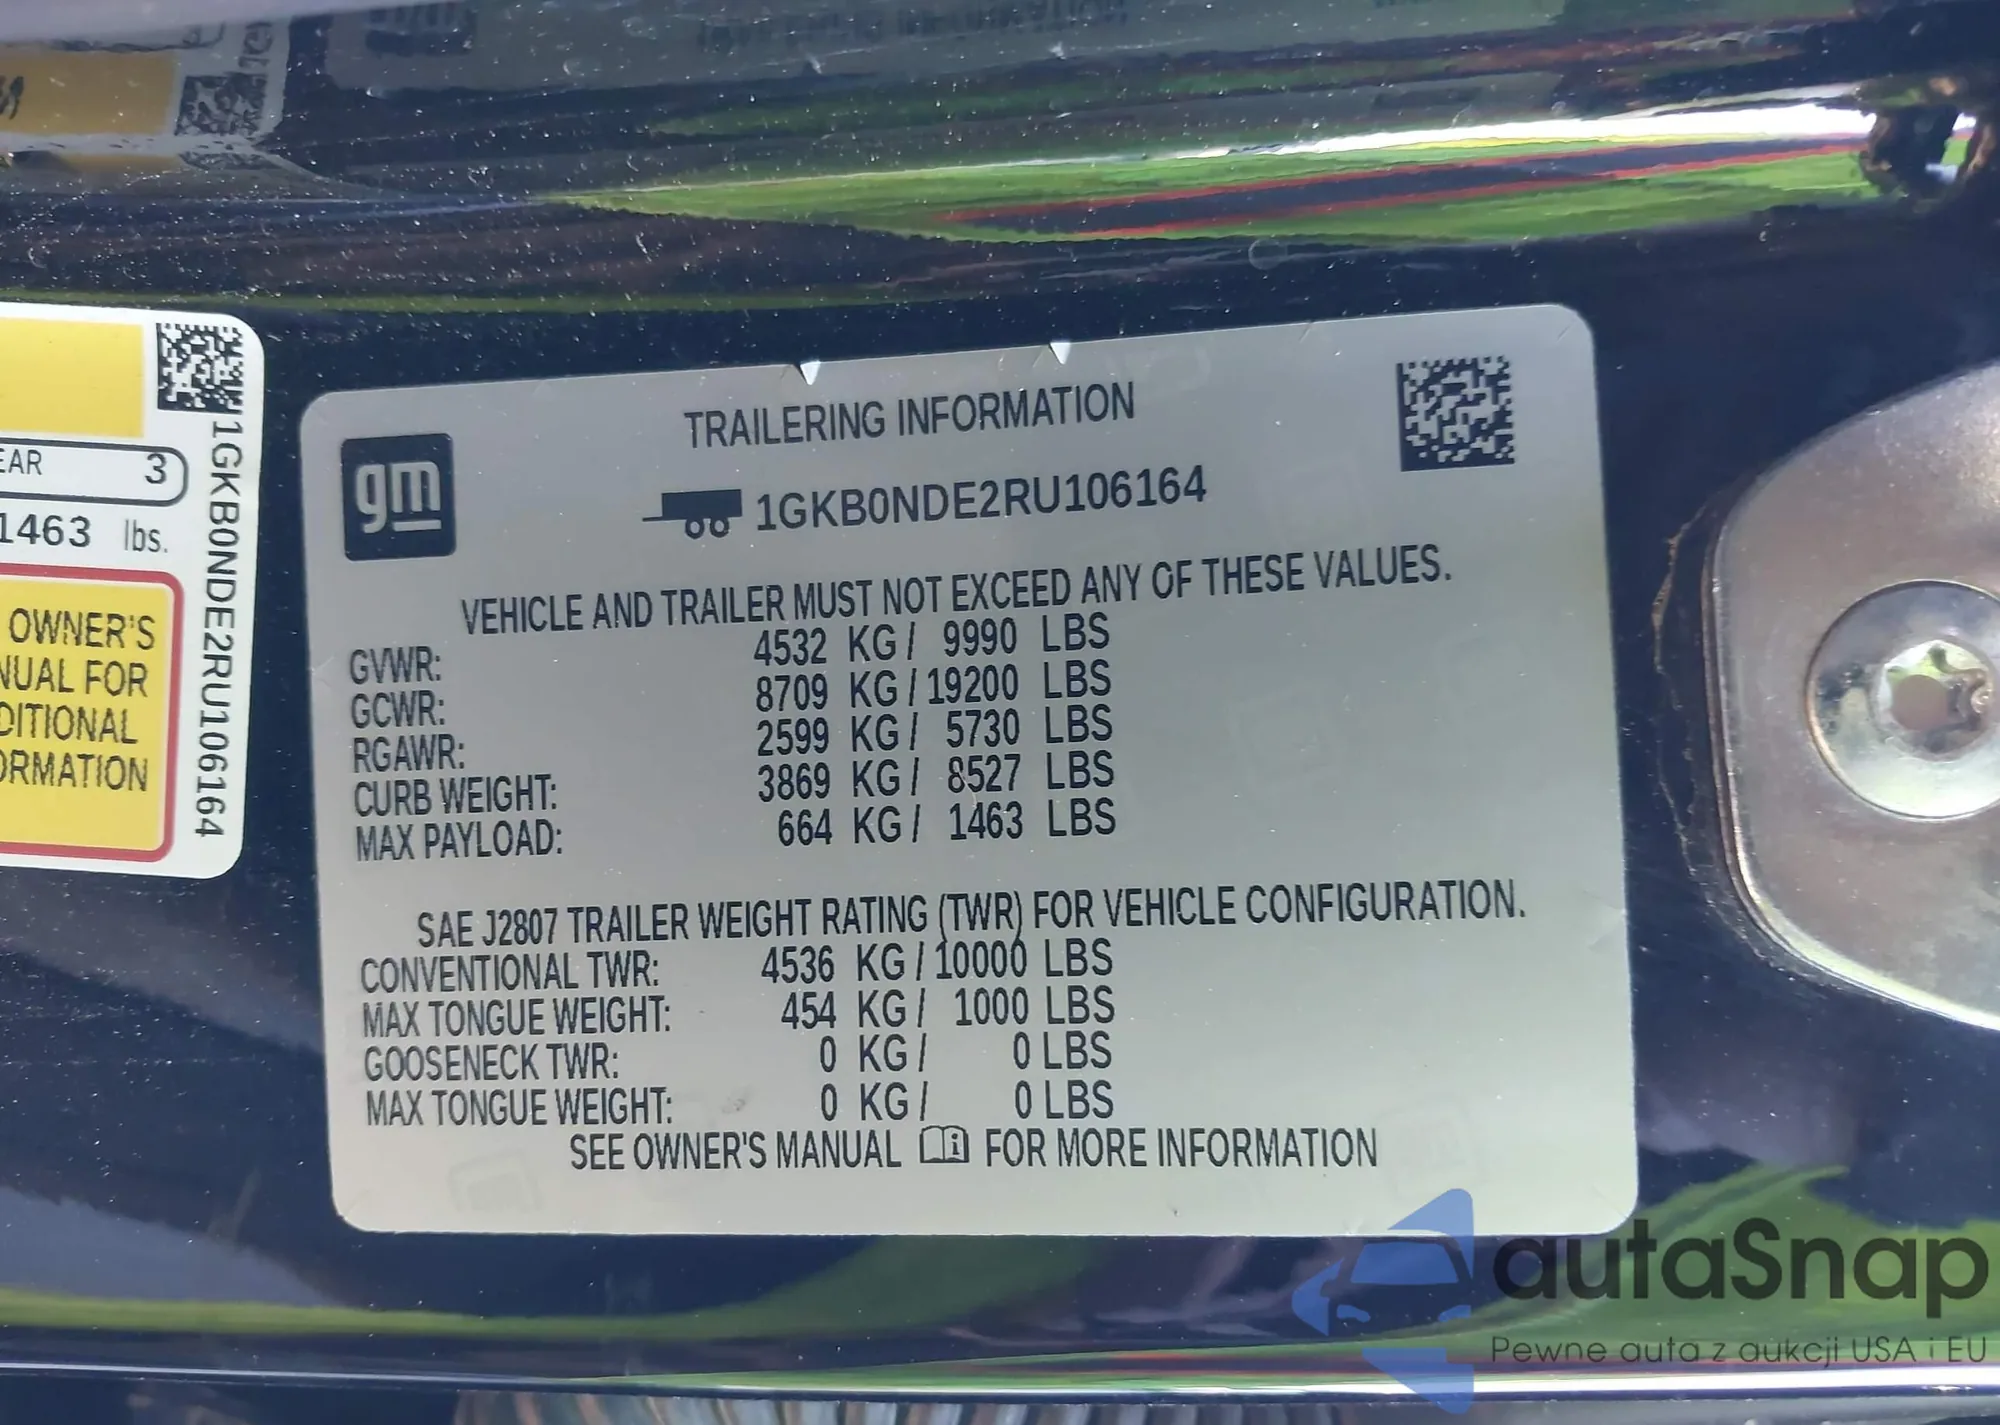 EAR 3
1463 lbs.
OWNER'S
NUAL FOR
DITIONAL
ORMATION
1GKB0NDE2RU106164
gm
TRAILERING INFORMATION
1GKB0NDE2RU106164
VEHICLE AND TRAILER MUST NOT EXCEED ANY OF THESE VALUES.
GVWR: 4532 KG / 9990 LBS
GCWR: 8709 KG / 19200 LBS
RGAWR: 2599 KG / 5730 LBS
CURB WEIGHT: 3869 KG / 8527 LBS
MAX PAYLOAD: 664 KG / 1463 LBS
SAE J2807 TRAILER WEIGHT RATING (TWR) FOR VEHICLE CONFIGURATION.
CONVENTIONAL TWR: 4536 KG / 10000 LBS
MAX TONGUE WEIGHT: 454 KG / 1000 LBS
GOOSENECK TWR: 0 KG / 0 LBS
MAX TONGUE WEIGHT: 0 KG / 0 LBS
SEE OWNER'S MANUAL FOR MORE INFORMATION
autaSnap
Pewne auta z aukcji USA i EU